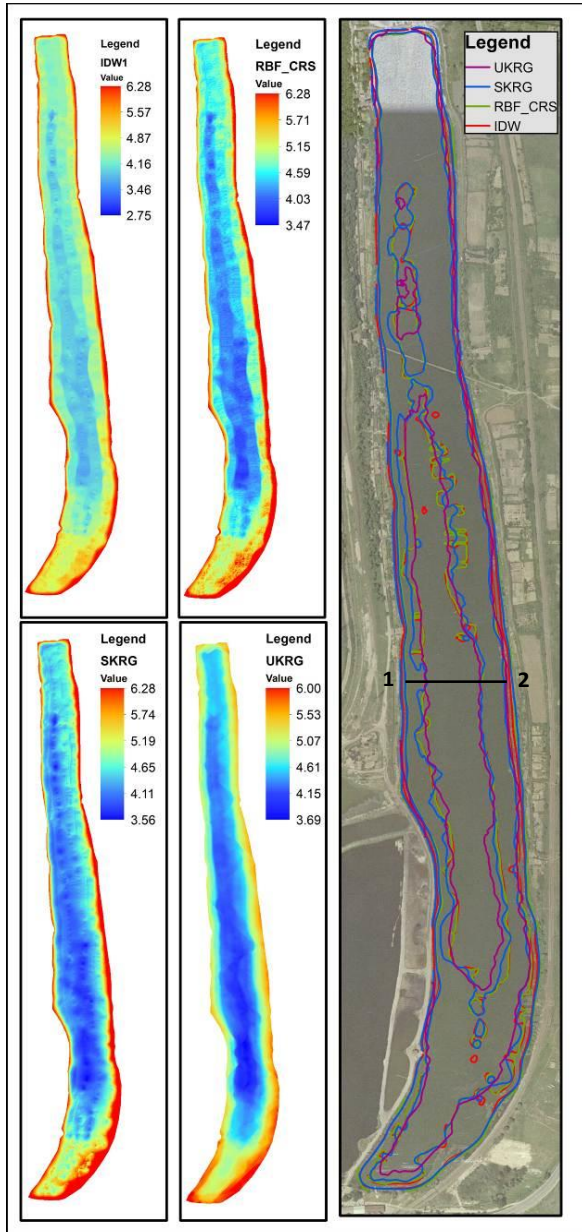 Legend
IDW1
Value
6.28
5.57
4.87
4.16
3.46
2.75
Legend
RBF_CRS
Value
6.28
5.71
5.15
4.59
4.03
3.47
Legend
UKRG
SKRG
RBF_CRS
IDW
1
2
Legend
SKRG
Value
6.28
5.74
5.19
4.65
4.11
3.56
Legend
UKRG
Value
6.00
5.53
5.07
4.61
4.15
3.69